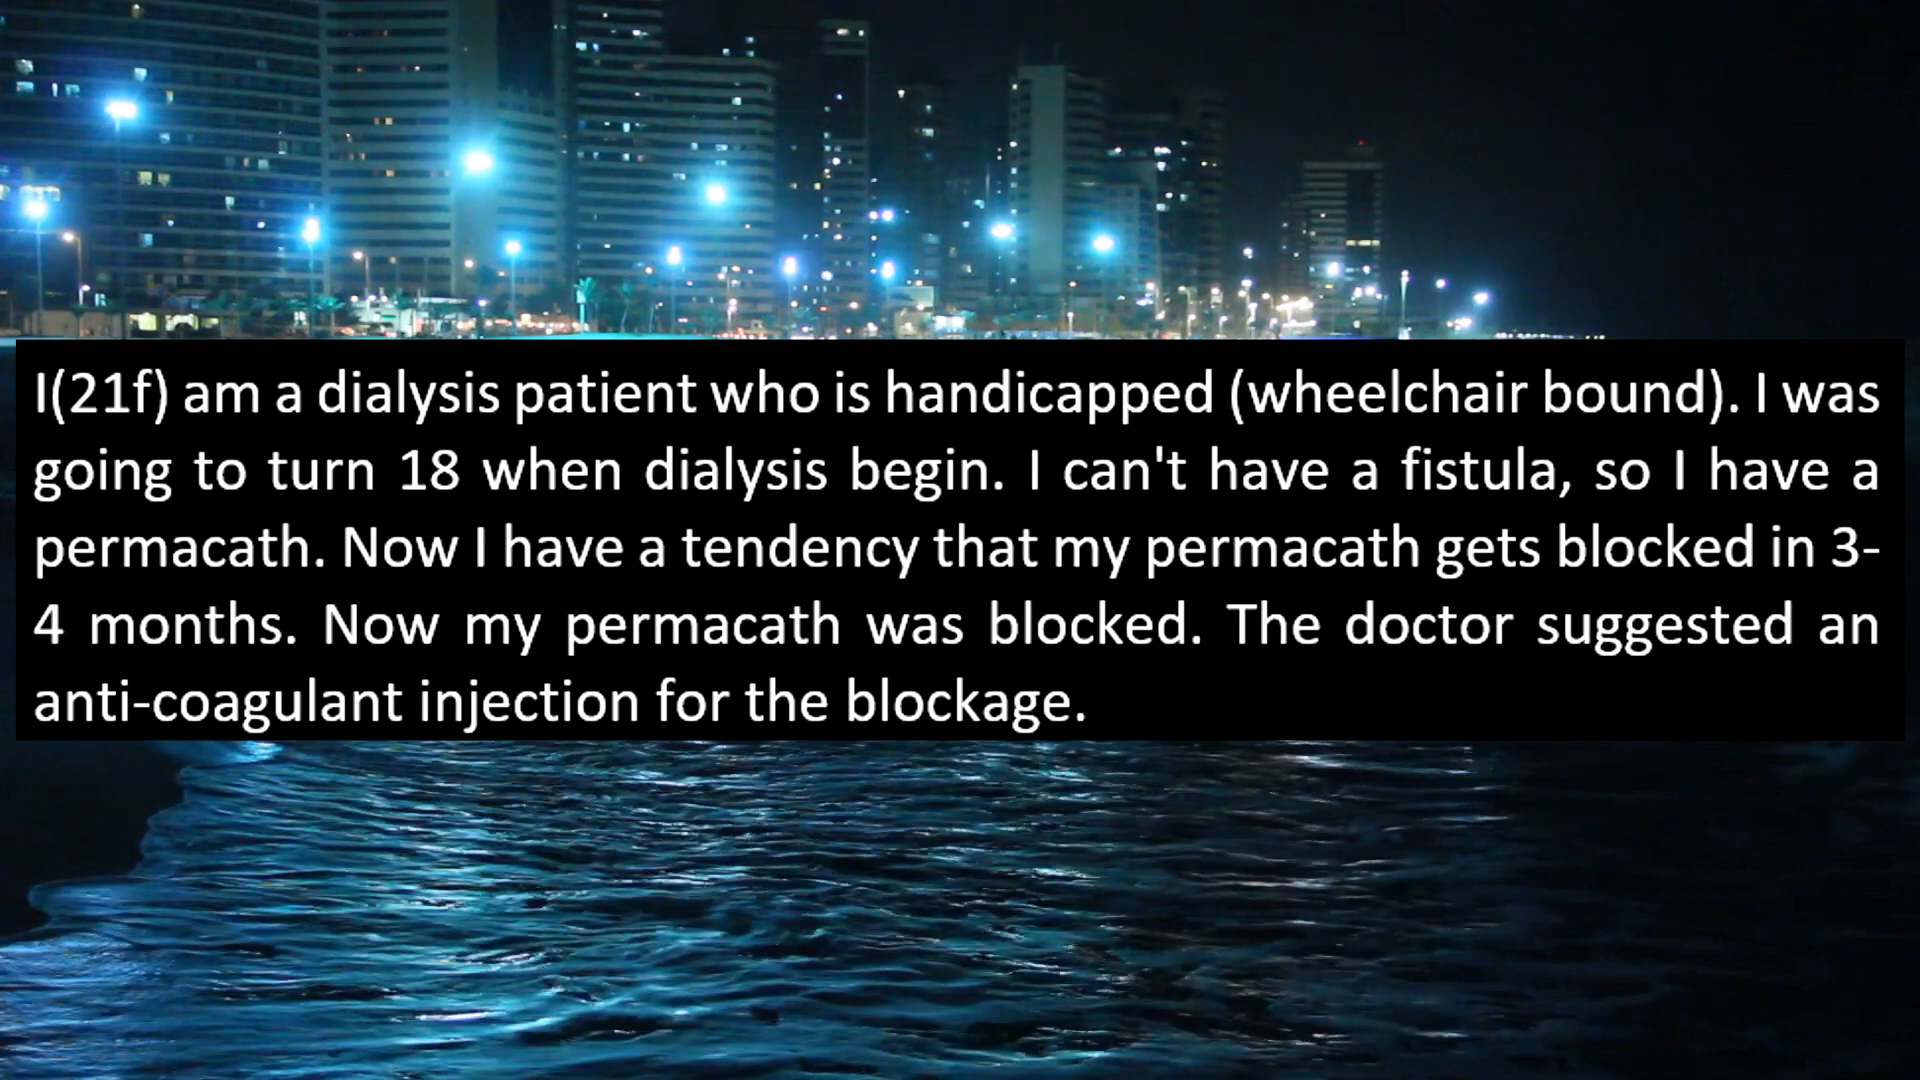 I(21f) am a dialysis patient who is handicapped (wheelchair bound). I was
going to turn 18 when dialysis begin. I can't have a fistula, so I have a
permacath. Now I have a tendency that my permacath gets blocked in 3-
4 months. Now my permacath was blocked. The doctor suggested an
anti-coagulant injection for the blockage.